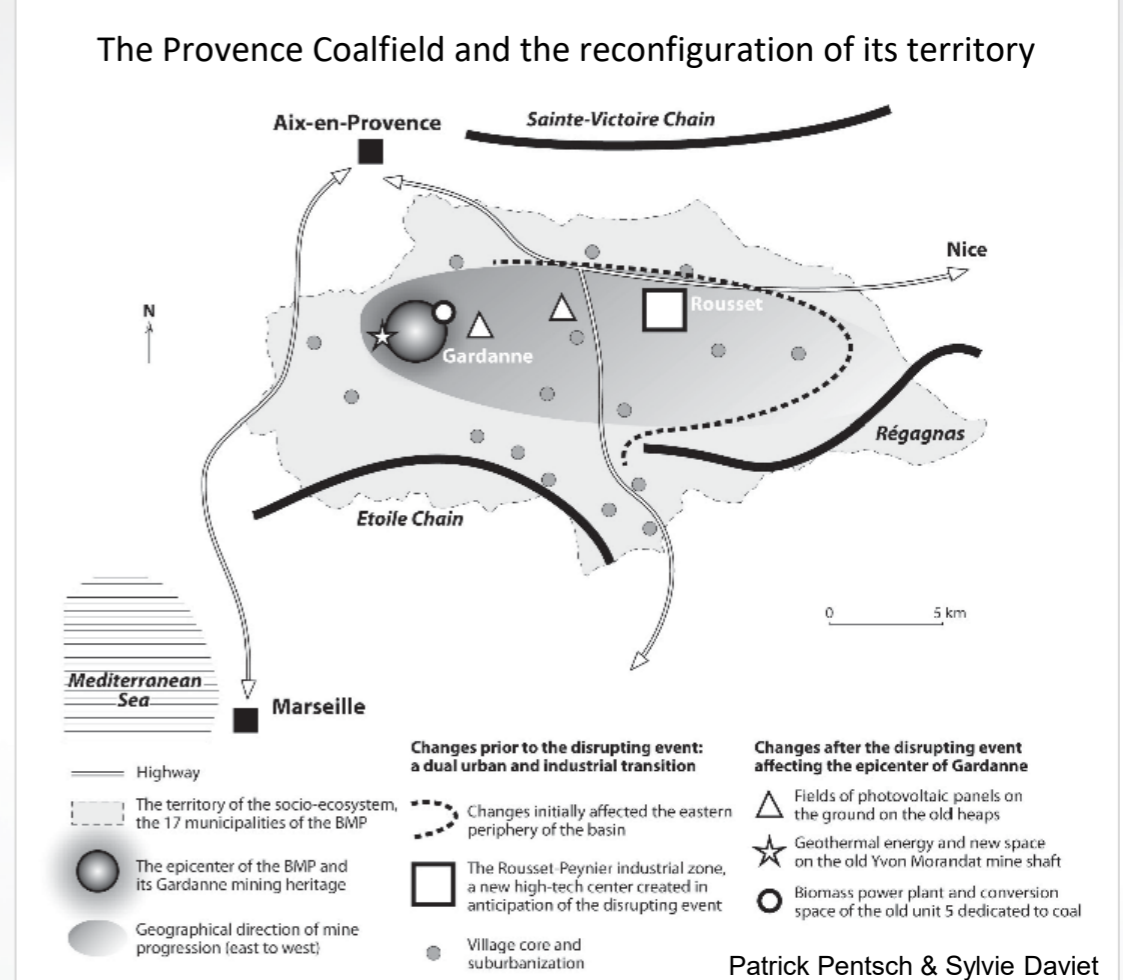 The Provence Coalfield and the reconfiguration of its territory
Aix-en-Provence
Sainte-Victoire Chain
Nice
N
Rousset
Gardanne
Régagnas
Etoile Chain
0 5 km
Mediterranean
Sea
Marseille
Highway
The territory of the socio-ecosystem,
the 17 municipalities of the BMP
The epicenter of the BMP and
its Gardanne mining heritage
Geographical direction of mine
progression (east to west)
Changes prior to the disrupting event:
a dual urban and industrial transition
Changes initially affected the eastern
periphery of the basin
The Rousset-Peynier industrial zone,
a new high-tech center created in
anticipation of the disrupting event
Village core and
suburbanization
Changes after the disrupting event
affecting the epicenter of Gardanne
Fields of photovoltaic panels on
the ground on the old heaps
Geothermal energy and new space
on the old Yvon Morandat mine shaft
Biomass power plant and conversion
space of the old unit 5 dedicated to coal
Patrick Pentsch & Sylvie Daviet